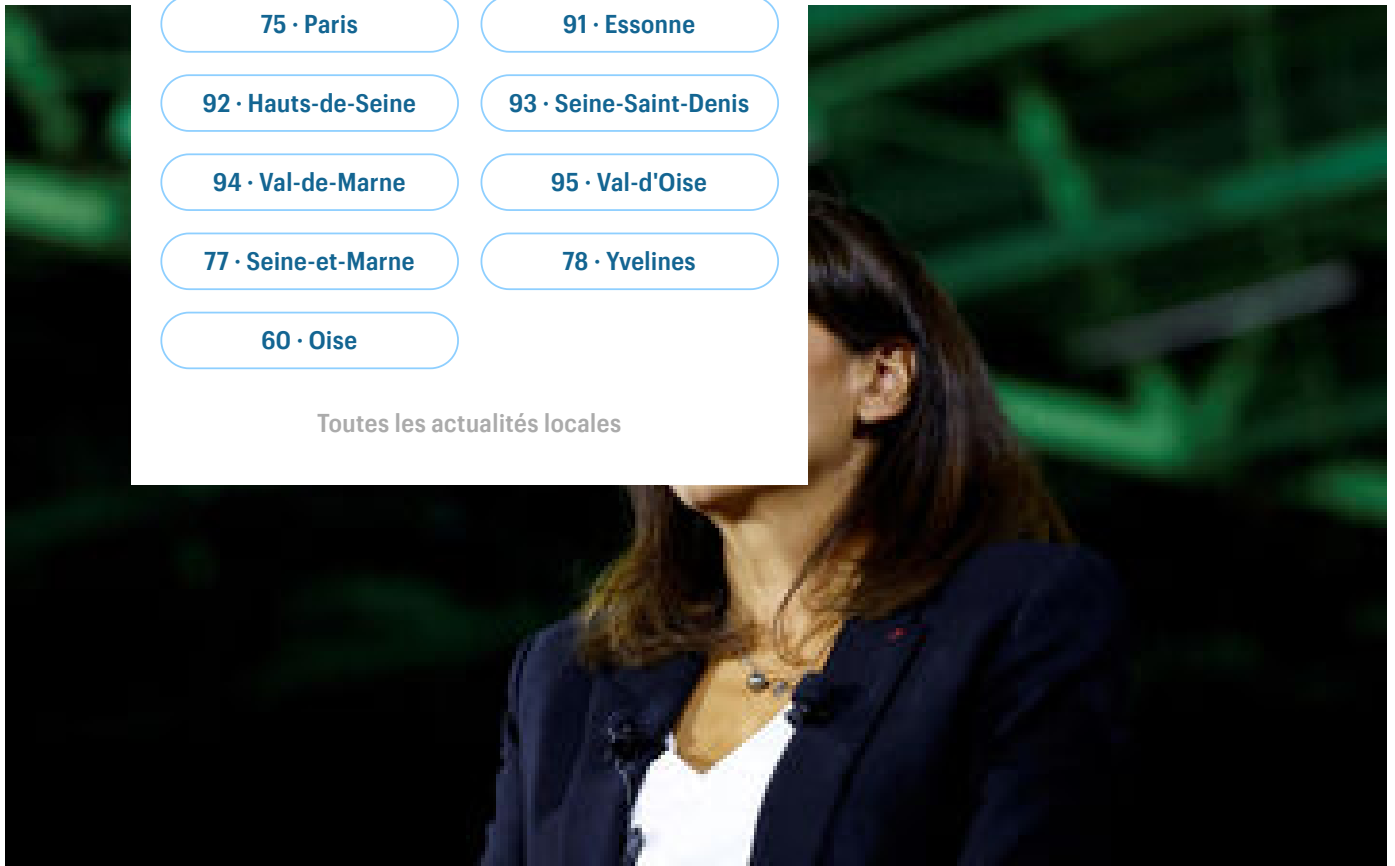 75 · Paris
91 · Essonne
92 · Hauts-de-Seine
93 · Seine-Saint-Denis
94 · Val-de-Marne
95 · Val-d'Oise
77 · Seine-et-Marne
78 · Yvelines
60 · Oise
Toutes les actualités locales